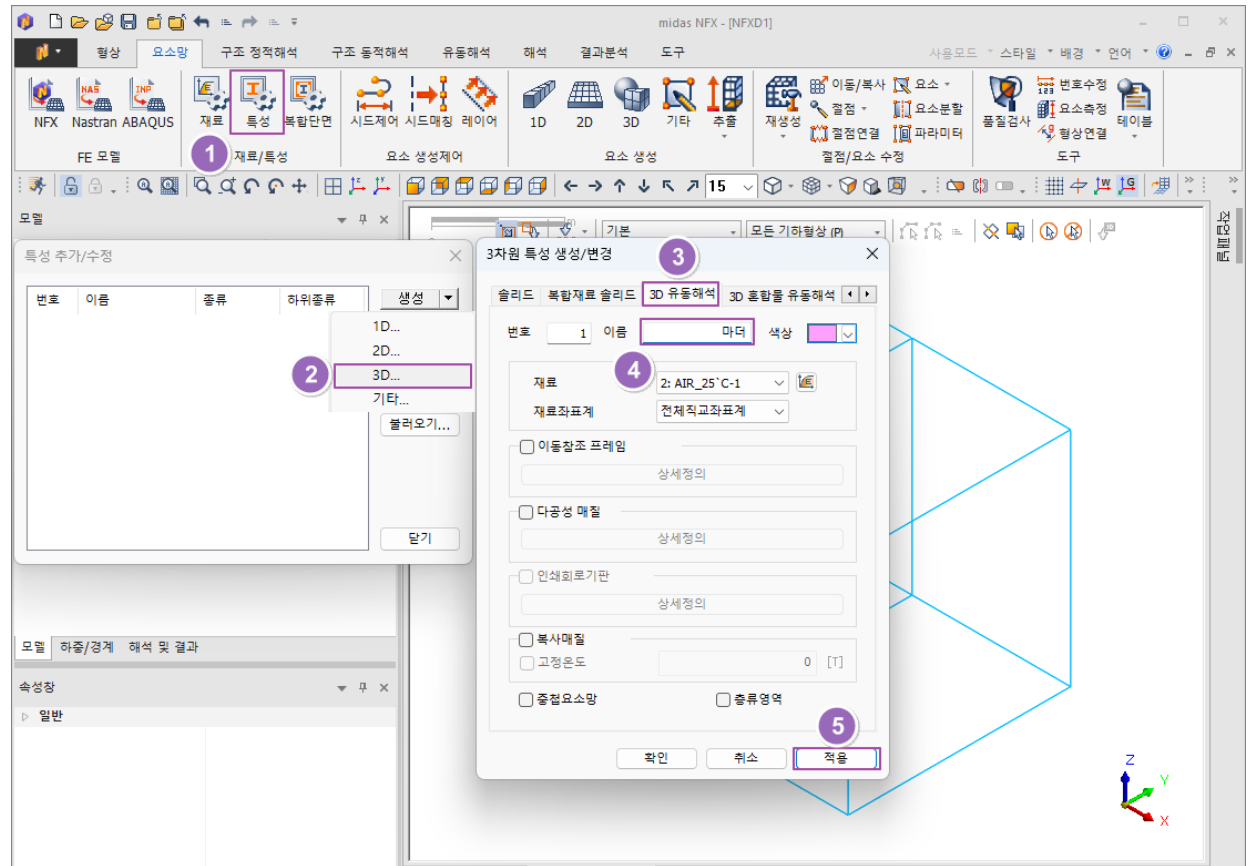 midas NFX - [NFXD1]
형상 요소망 구조 정적해석 구조 동적해석 유동해석 해석 결과분석 도구 사용모드 스타일 배경 언어
NAS INP
NFX Nastran ABAQUS 재료 특성 복합단면 시드제어 시드매칭 레이어 1D 2D 3D 기타 추출 재생성 이동/복사 요소 절점 요소분할 절점연결 파라미터 품질검사 번호수정 요소측정 형상연결 테이블
FE 모델 1 재료/특성 요소 생성제어 요소 생성 절점/요소 수정 도구
15
모델
기본 모든 기하형상 (P)
작업패널
특성 추가/수정
번호 이름 종류 하위종류 생성
1D...
2D...
2 3D...
기타...
불러오기...
닫기
3차원 특성 생성/변경 3
솔리드 복합재료 솔리드 3D 유동해석 3D 혼합물 유동해석
번호 1 이름 마더 색상
4
재료 2: AIR_25`C-1
재료좌표계 전체직교좌표계
이동참조 프레임
상세정의
다공성 매질
상세정의
인쇄회로기판
상세정의
복사매질
고정온도 0 [T]
중첩요소망 층류영역
5
확인 취소 적용
모델 하중/경계 해석 및 결과
속성창
일반
Z
Y
X